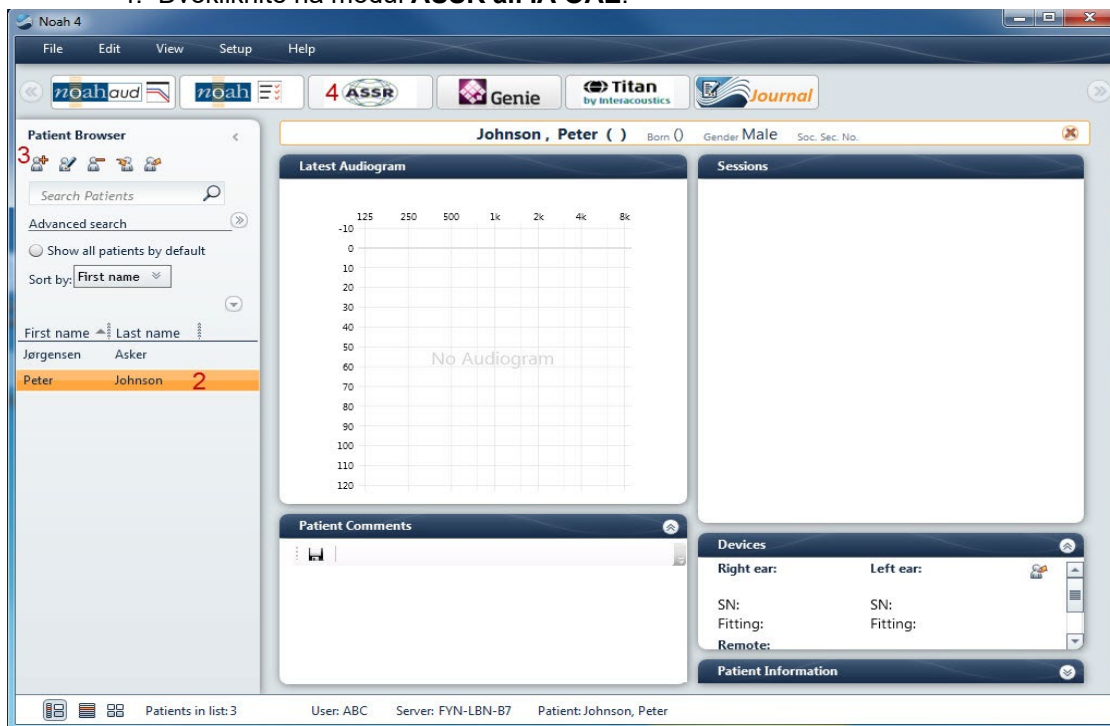 Noah 4
File Edit View Setup Help
noah aud noah 4 ASSR Genie Titan by Interacoustics Journal
Patient Browser
3
Search Patients
Advanced search
Show all patients by default
Sort by: First name
First name Last name
Jørgensen Asker
Peter Johnson 2
Johnson , Peter ( ) Born () Gender Male Soc. Sec. No.
Latest Audiogram
125 250 500 1k 2k 4k 8k
-10
0
10
20
30
40
50
60
70
80
90
100
110
120
No Audiogram
Patient Comments
Sessions
Devices
Right ear: Left ear:
SN: SN:
Fitting: Fitting:
Remote:
Patient Information
Patients in list: 3 User: ABC Server: FYN-LBN-B7 Patient: Johnson, Peter